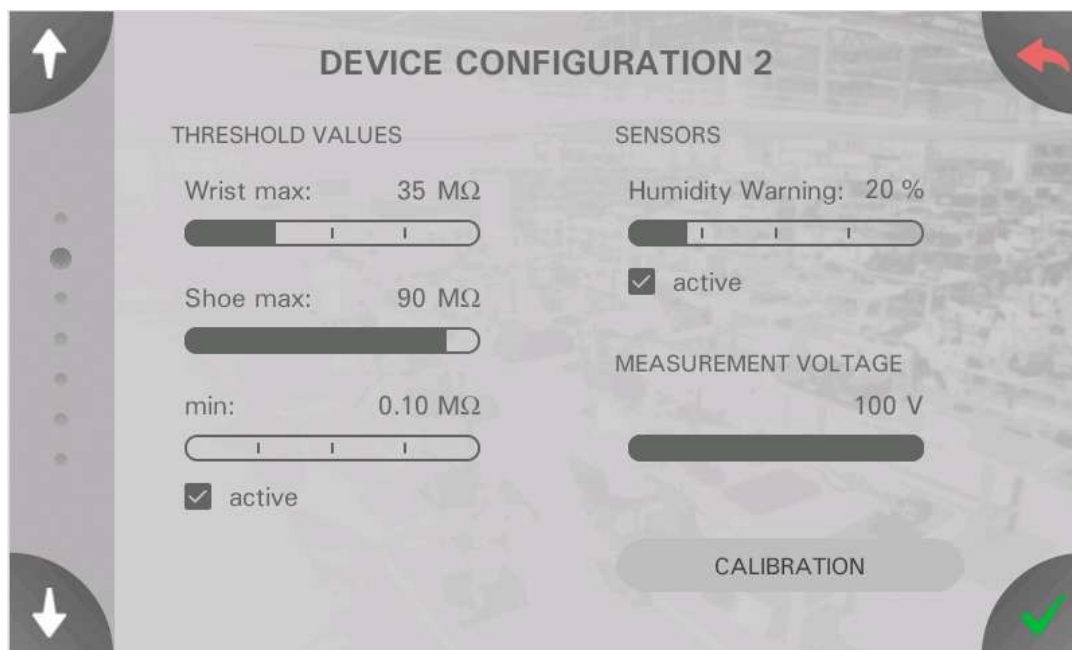 DEVICE CONFIGURATION 2
THRESHOLD VALUES
Wrist max: 35 MΩ
Shoe max: 90 MΩ
min: 0.10 MΩ
active
SENSORS
Humidity Warning: 20 %
active
MEASUREMENT VOLTAGE
100 V
CALIBRATION